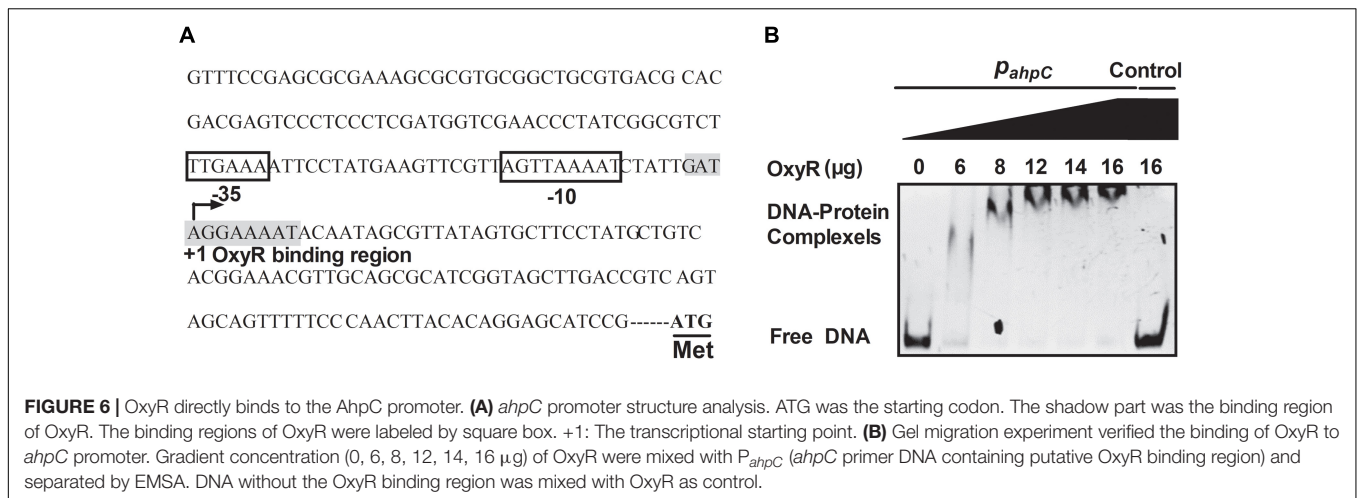 A
GTTTCCGAGCGCGAAAGCGCGTGCGGCTGCGTGACG CAC
GACGAGTCCCTCCCTCGATGGTCGAACCCTATCGGCGTCT
TTGAAAATTCCTATGAAGTTCGTTAGTTAAAATCTATTGAT
-35 -10
AGGAAAATACAATAGCGTTATAGTGCTTCCTATGCTGTC
+1 OxyR binding region
ACGGAAACGTTGCAGCGCATCGGTAGCTTGACCGTC AGT
AGCAGTTTTTCCCAACTTACACAGGAGCATCCG------ATG
Met
B
PahpC Control
OxyR (µg) 0 6 8 12 14 16 16
DNA-Protein
Complexels
Free DNA
FIGURE 6 | OxyR directly binds to the AhpC promoter. (A) ahpC promoter structure analysis. ATG was the starting codon. The shadow part was the binding region
of OxyR. The binding regions of OxyR were labeled by square box. +1: The transcriptional starting point. (B) Gel migration experiment verified the binding of OxyR to
ahpC promoter. Gradient concentration (0, 6, 8, 12, 14, 16 µg) of OxyR were mixed with PahpC (ahpC primer DNA containing putative OxyR binding region) and
separated by EMSA. DNA without the OxyR binding region was mixed with OxyR as control.